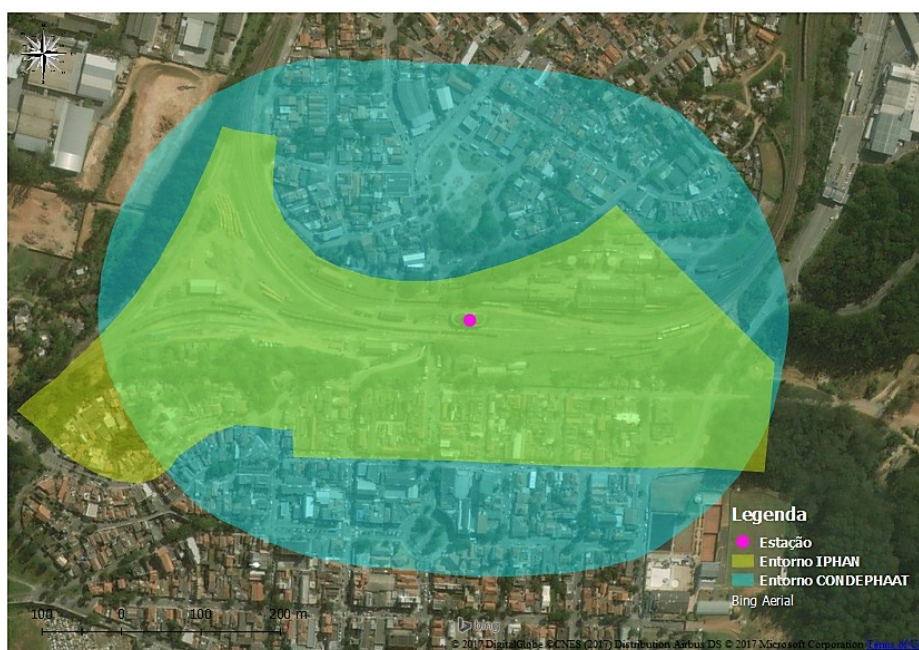 Legenda
Estação
Entorno IPHAN
Entorno CONDEPHAAT
Bing Aerial
100 0 100 200 m
bing
© 2017 DigitalGlobe © CNES (2017) Distribution Airbus DS © 2017 Microsoft Corporation